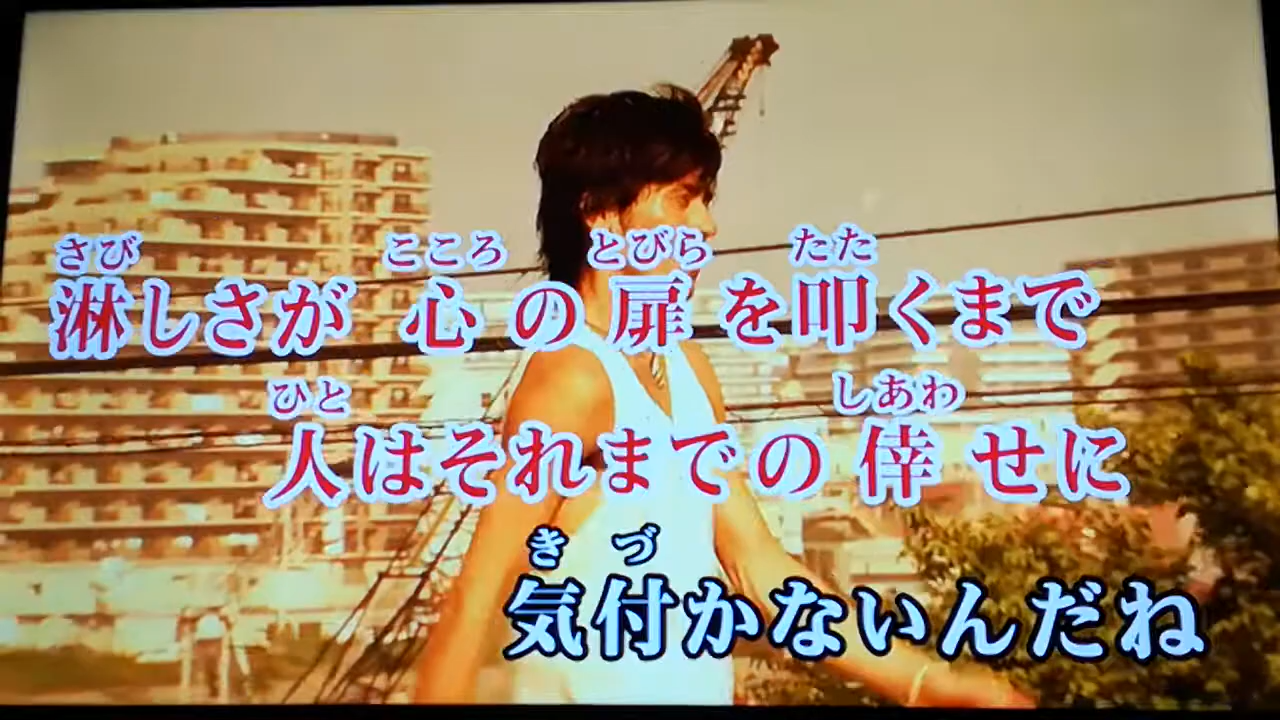 さび こころ とびら たた
淋しさが 心の扉を叩くまで
ひと しあわ
人はそれまでの倖せに
き づ
気付かないんだね